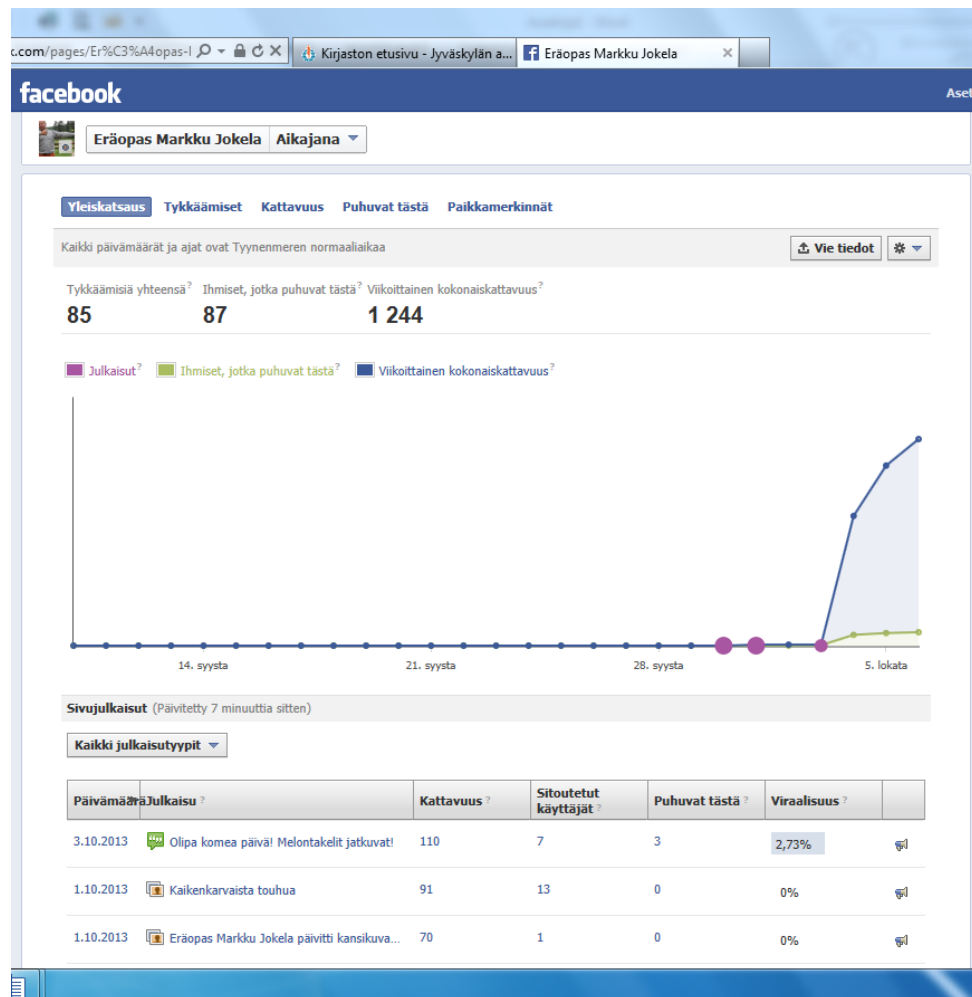 k.com/pages/Er%C3%A4opas-l
Kirjaston etusivu - Jyväskylän a...
Eräopas Markku Jokela
facebook
Aset
Eräopas Markku Jokela Aikajana
Yleiskatsaus Tykkäämiset Kattavuus Puhuvat tästä Paikkamerkinnät
Kaikki päivämäärät ja ajat ovat Tyynenmeren normaaliaikaa
Vie tiedot
Tykkäämisiä yhteensä? Ihmiset, jotka puhuvat tästä? Viikoittainen kokonaiskattavuus?
85 87 1 244
Julkaisut? Ihmiset, jotka puhuvat tästä? Viikoittainen kokonaiskattavuus?
14. syysta 21. syysta 28. syysta 5. lokata
Sivujulkaisut (Päivitetty 7 minuuttia sitten)
Kaikki julkaisutyypit
Päivämäärä Julkaisu ? Kattavuus ? Sitoutetut käyttäjät ? Puhuvat tästä ? Viraalisuus ?
3.10.2013 Olipa komea päivä! Melontakelit jatkuvat! 110 7 3 2,73%
1.10.2013 Kaikenkarvaista touhua 91 13 0 0%
1.10.2013 Eräopas Markku Jokela päivitti kansikuva... 70 1 0 0%